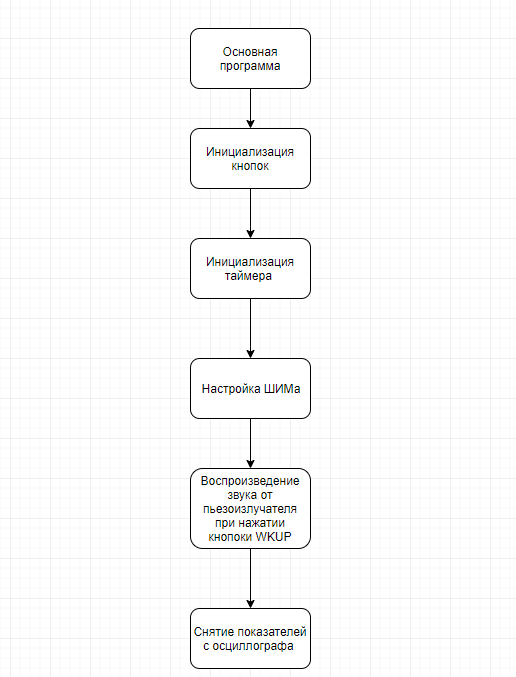 Основная
программа
Инициализация
кнопок
Инициализация
таймера
Настройка ШИМа
Воспроизведение
звука от
пьезоизлучателя
при нажатии
кнопоки WKUP
Снятие показателей
с осциллографа